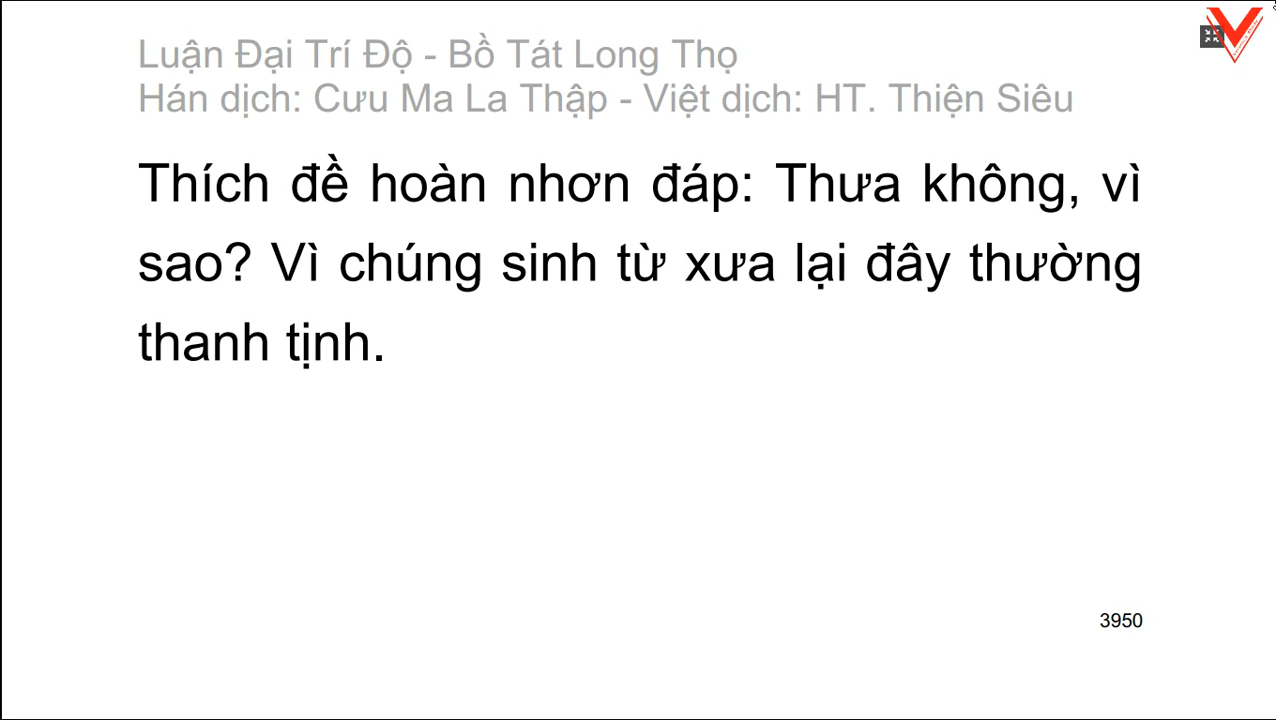 Luận Đại Trí Độ - Bồ Tát Long Thọ
Hán dịch: Cưu Ma La Thập - Việt dịch: HT. Thiện Siêu
Thích đề hoàn nhơn đáp: Thưa không, vì
sao? Vì chúng sinh từ xưa lại đây thường
thanh tịnh.
3950